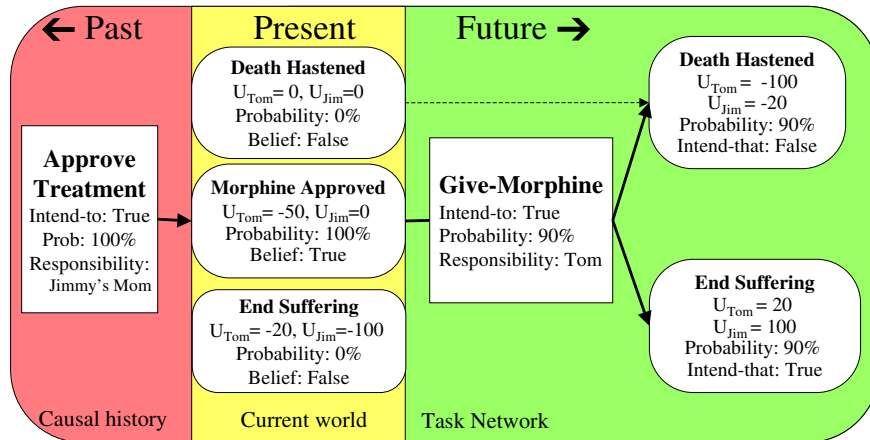 ← Past
Present
Future →
Approve
Treatment
Intend-to: True
Prob: 100%
Responsibility:
Jimmy's Mom
Causal history
Death Hastened
U_Tom= 0, U_Jim=0
Probability: 0%
Belief: False
Morphine Approved
U_Tom= -50, U_Jim=0
Probability: 100%
Belief: True
End Suffering
U_Tom= -20, U_Jim=-100
Probability: 0%
Belief: False
Current world
Give-Morphine
Intend-to: True
Probability: 90%
Responsibility: Tom
Death Hastened
U_Tom = -100
U_Jim = -20
Probability: 90%
Intend-that: False
End Suffering
U_Tom = 20
U_Jim = 100
Probability: 90%
Intend-that: True
Task Network